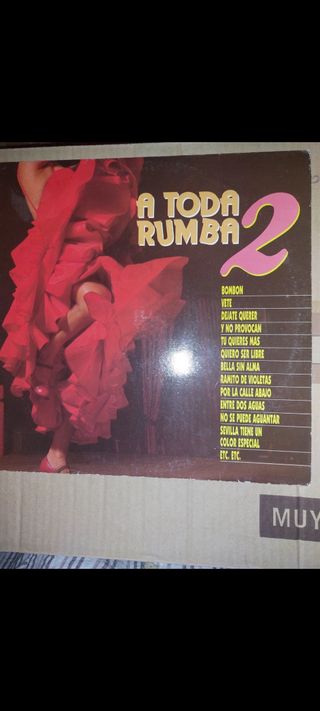 A TODA
RUMBA 2
BOMBON
VETE
DEJATE QUERER
Y NO PROVOCAN
TU QUIERES MAS
QUIERO SER LIBRE
BELLA SIN ALMA
RAMITO DE VIOLETAS
POR LA CALLE ABAJO
ENTRE DOS AGUAS
NO SE PUEDE AGUANTAR
SEVILLA TIENE UN
COLOR ESPECIAL
ETC. ETC.
MUY